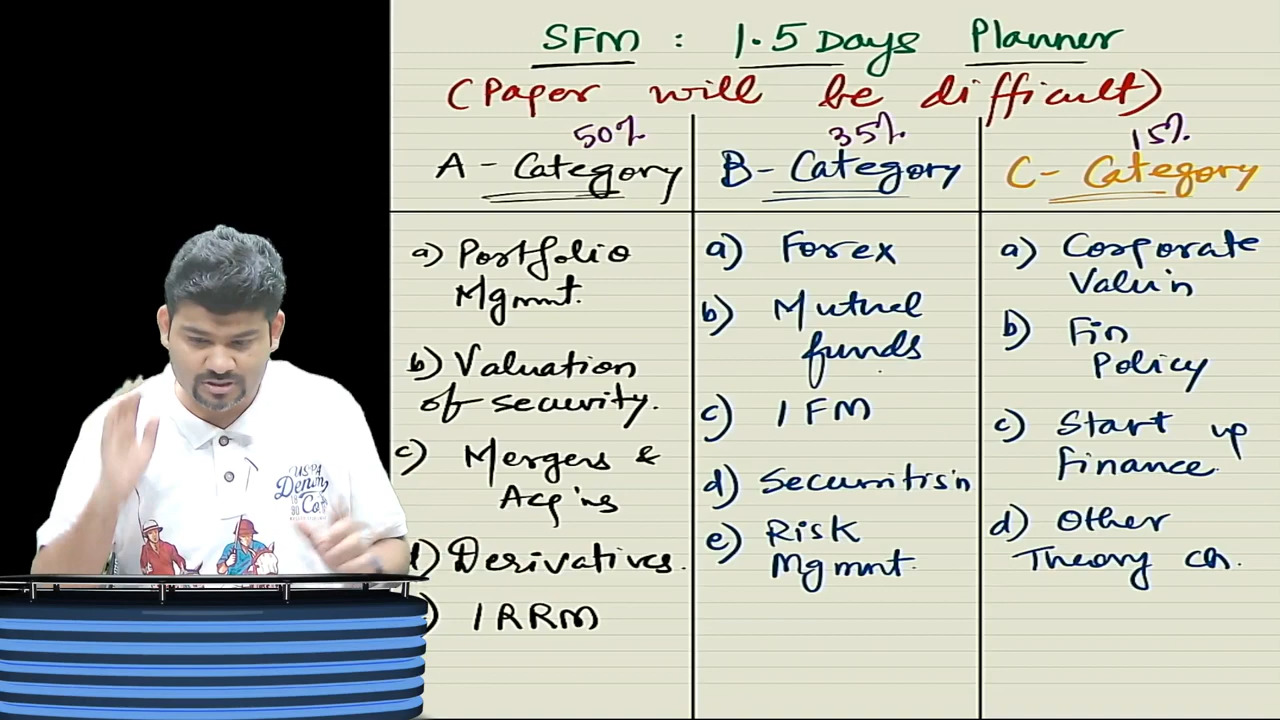 SFM : 1.5 Days Planner
(Paper will be difficult)
50%
A - Category
a) Portfolio
Mgmnt.
b) Valuation
of security.
c) Mergers &
Acq'ns
d) Derivatives.
) IRRM
35%
B - Category
a) Forex
b) Mutual
funds
c) IFM
d) Securitis'n
e) Risk
Mgmnt.
15%
C - Category
a) Corporate
Valu'n
b) Fin
Policy
c) Start up
finance.
d) Other
Theory ch.
USPA
Denim
Co